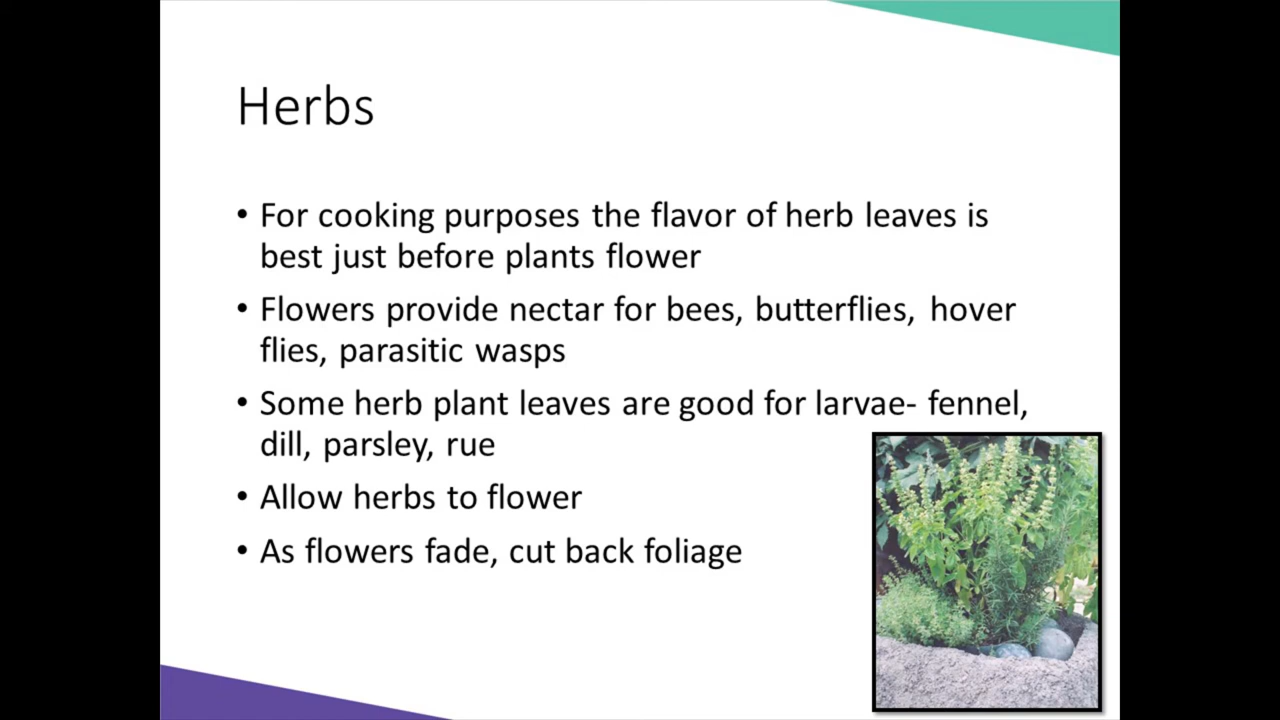 Herbs
• For cooking purposes the flavor of herb leaves is
best just before plants flower
• Flowers provide nectar for bees, butterflies, hover
flies, parasitic wasps
• Some herb plant leaves are good for larvae- fennel,
dill, parsley, rue
• Allow herbs to flower
• As flowers fade, cut back foliage